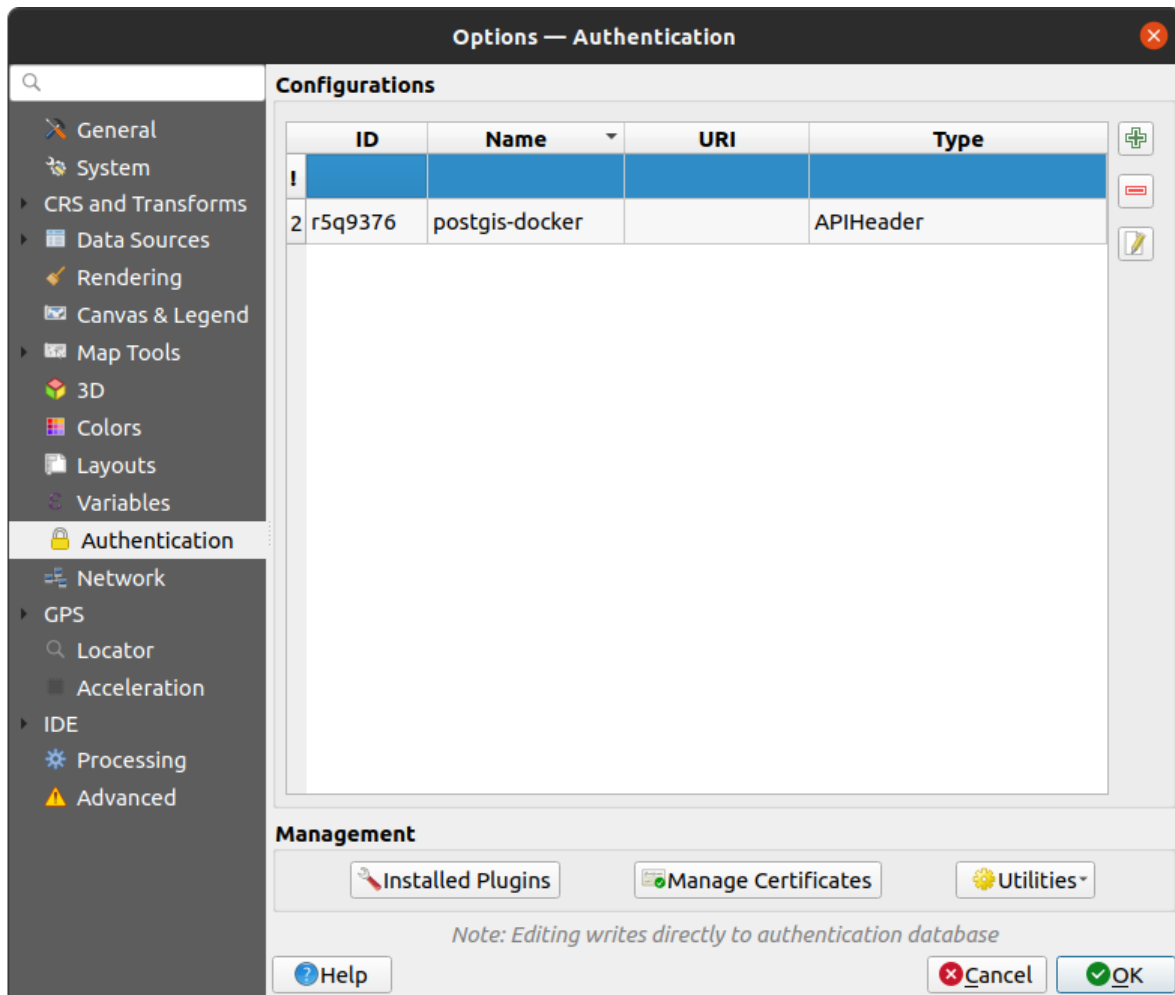 Options — Authentication
Configurations
General
System
CRS and Transforms
Data Sources
Rendering
Canvas & Legend
Map Tools
3D
Colors
Layouts
Variables
Authentication
Network
GPS
Locator
Acceleration
IDE
Processing
Advanced
ID Name URI Type
!
2 r5q9376 postgis-docker APIHeader
Management
Installed Plugins Manage Certificates Utilities
Note: Editing writes directly to authentication database
Help Cancel OK